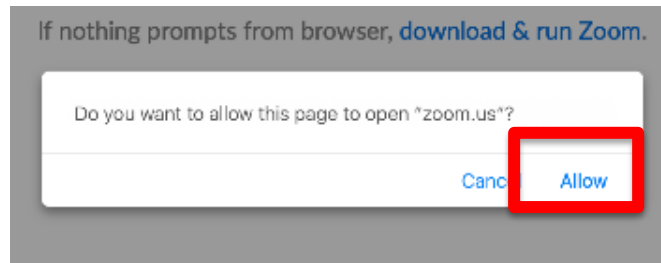 If nothing prompts from browser, download & run Zoom.
Do you want to allow this page to open "zoom.us"?
Cancel Allow